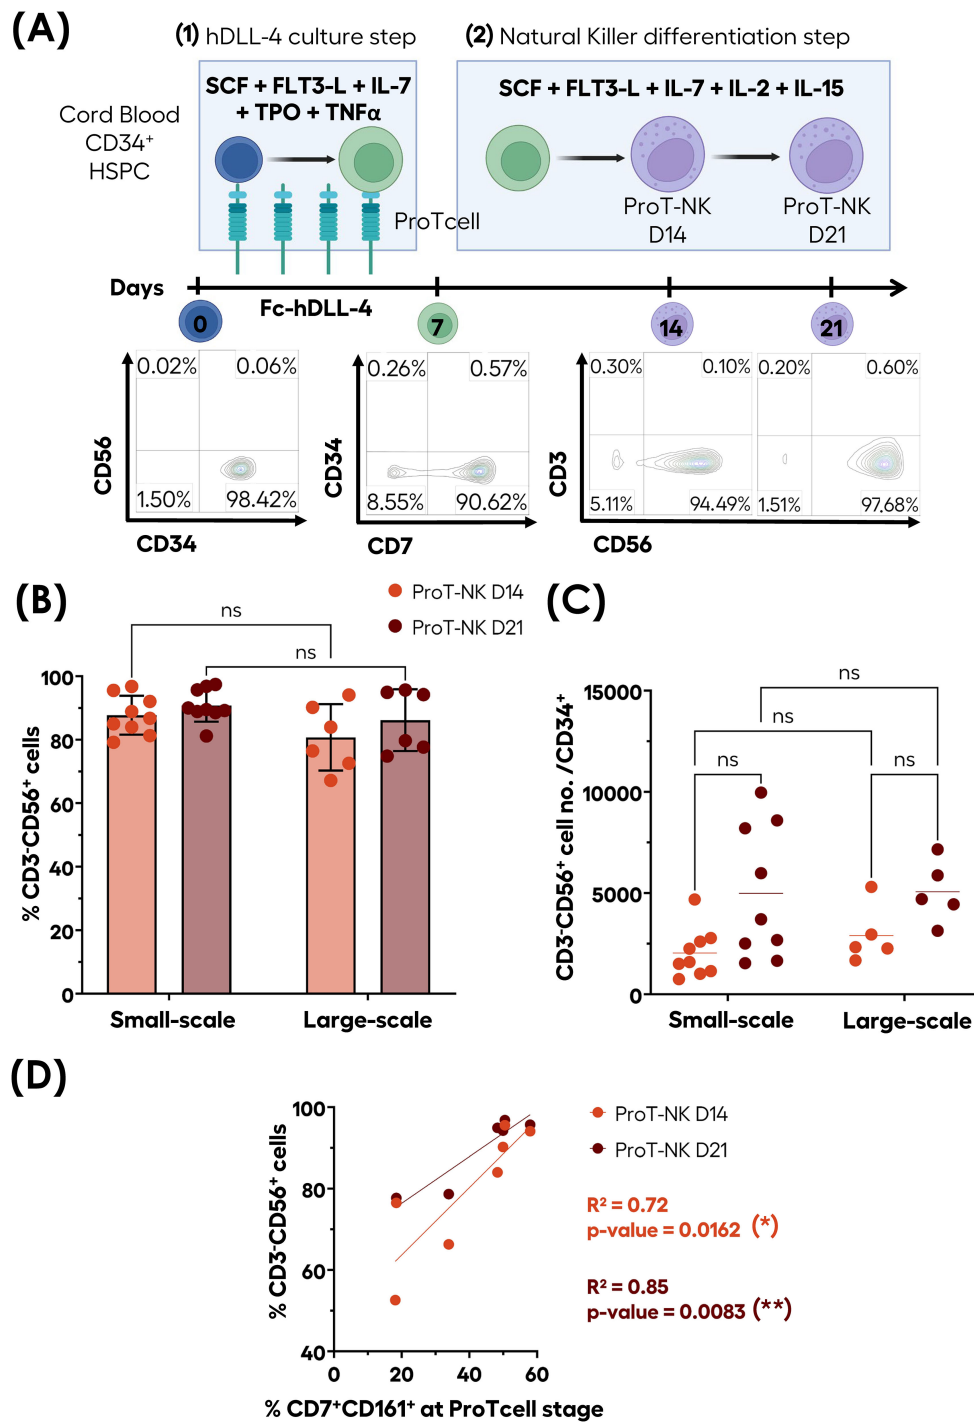 (A)
(1) hDLL-4 culture step
(2) Natural Killer differentiation step
Cord Blood
CD34⁺
HSPC
SCF + FLT3-L + IL-7
+ TPO + TNFα
SCF + FLT3-L + IL-7 + IL-2 + IL-15
ProTcell
ProT-NK
D14
ProT-NK
D21
Days
Fc-hDLL-4
0
7
14
21
0.02%
0.06%
1.50%
98.42%
CD56
CD34
0.26%
0.57%
8.55%
90.62%
CD34
CD7
0.30%
0.10%
5.11%
94.49%
0.20%
0.60%
1.51%
97.68%
CD3
CD56
(B)
ProT-NK D14
ProT-NK D21
ns
ns
100
80
60
40
20
0
% CD3⁻CD56⁺ cells
Small-scale
Large-scale
(C)
ns
ns
ns
ns
15000
10000
5000
0
CD3⁻CD56⁺ cell no. /CD34⁺
Small-scale
Large-scale
(D)
100
80
60
40
% CD3⁻CD56⁺ cells
0
20
40
60
% CD7⁺CD161⁺ at ProTcell stage
ProT-NK D14
ProT-NK D21
R² = 0.72
p-value = 0.0162 (*)
R² = 0.85
p-value = 0.0083 (**)